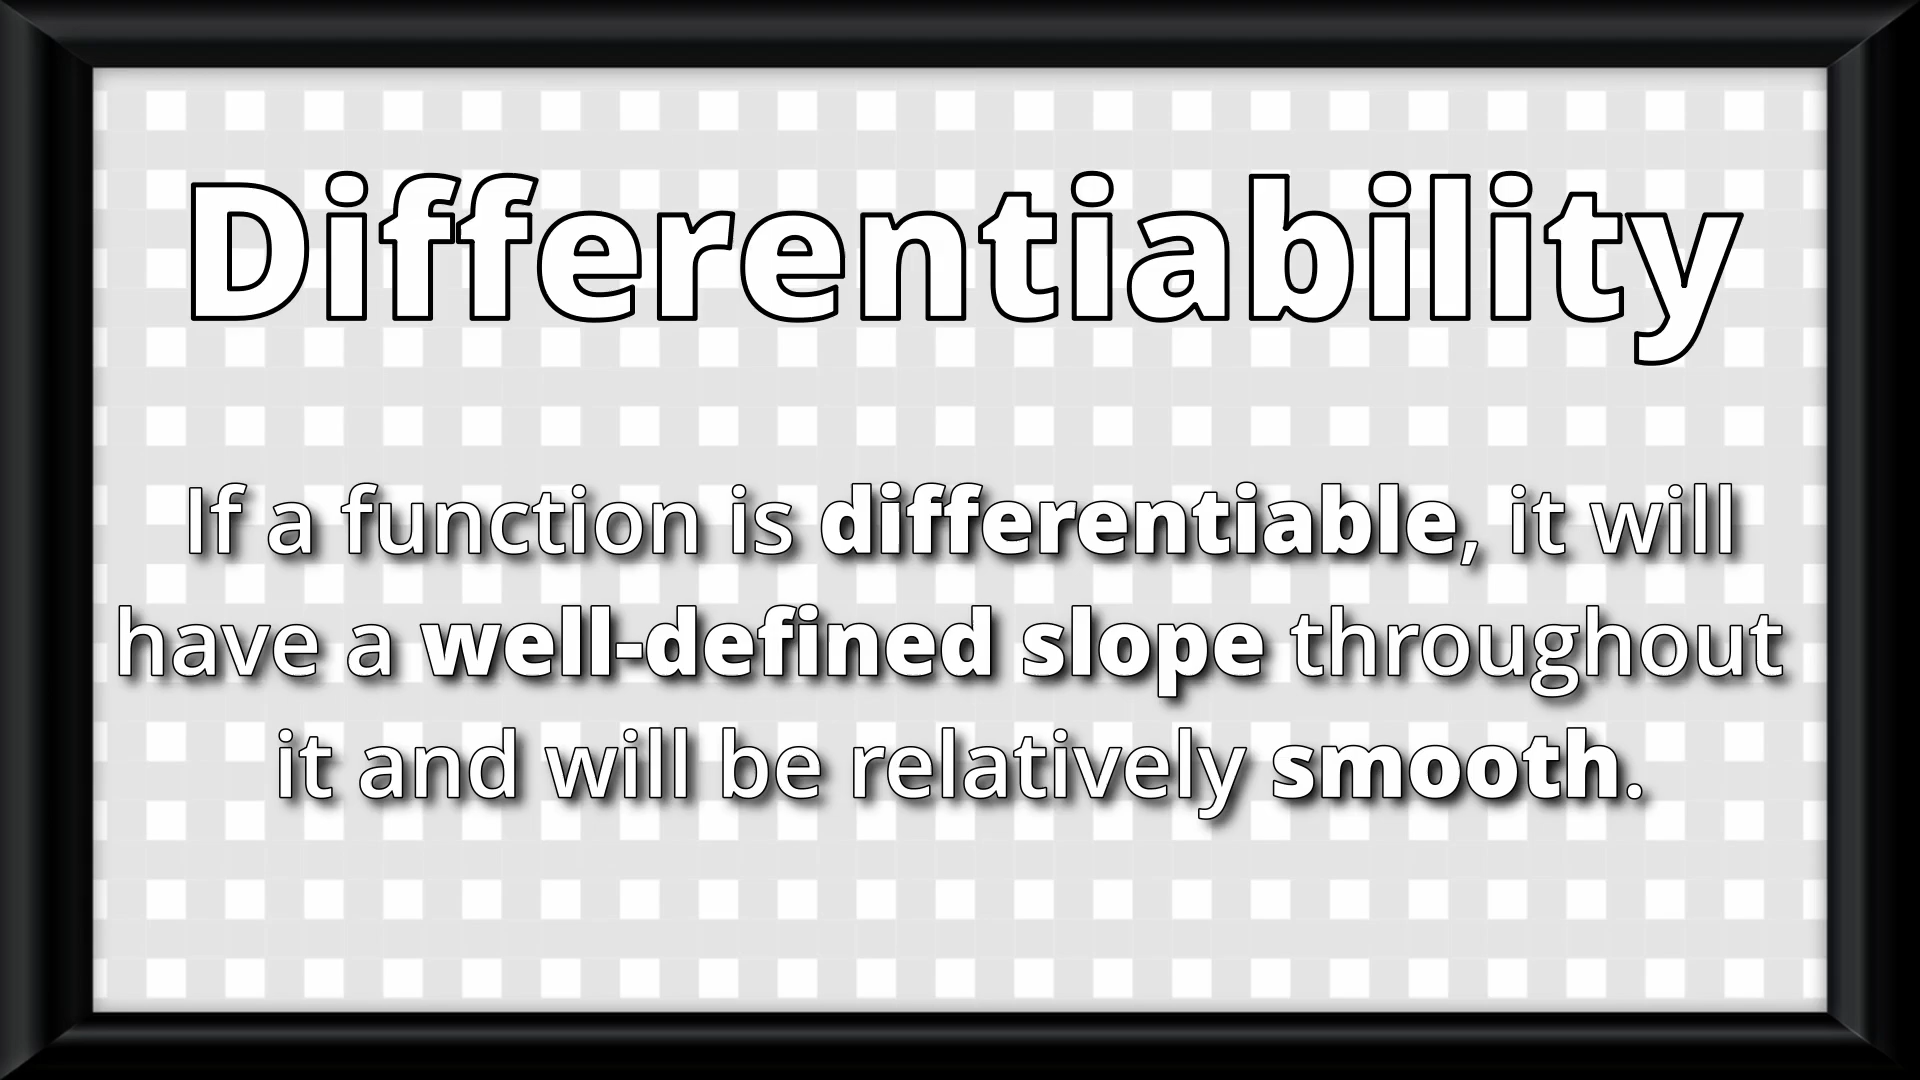 Differentiability
If a function is differentiable, it will
have a well-defined slope throughout
it and will be relatively smooth.